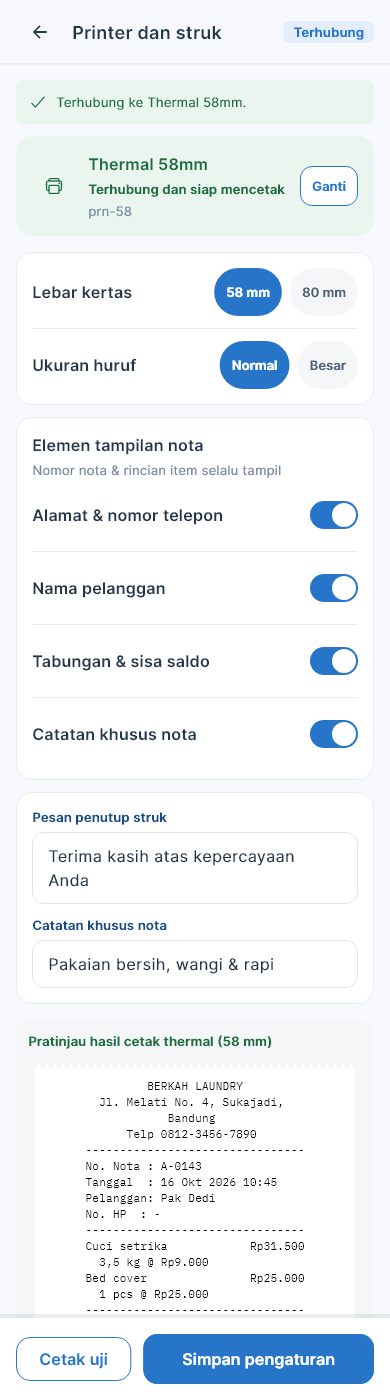 Printer dan struk
Terhubung
Terhubung ke Thermal 58mm.
Thermal 58mm
Terhubung dan siap mencetak
prn-58
Ganti
Lebar kertas
58 mm
80 mm
Ukuran huruf
Normal
Besar
Elemen tampilan nota
Nomor nota & rincian item selalu tampil
Alamat & nomor telepon
Nama pelanggan
Tabungan & sisa saldo
Catatan khusus nota
Pesan penutup struk
Terima kasih atas kepercayaan
Anda
Catatan khusus nota
Pakaian bersih, wangi & rapi
Pratinjau hasil cetak thermal (58 mm)
BERKAH LAUNDRY
Jl. Melati No. 4, Sukajadi,
Bandung
Telp 0812-3456-7890
--------------------------------
No. Nota : A-0143
Tanggal  : 16 Okt 2026 10:45
Pelanggan: Pak Dedi
No. HP  : -
--------------------------------
Cuci setrika            Rp31.500
  3,5 kg @ Rp9.000
Bed cover               Rp25.000
  1 pcs @ Rp25.000
--------------------------------
Cetak uji
Simpan pengaturan